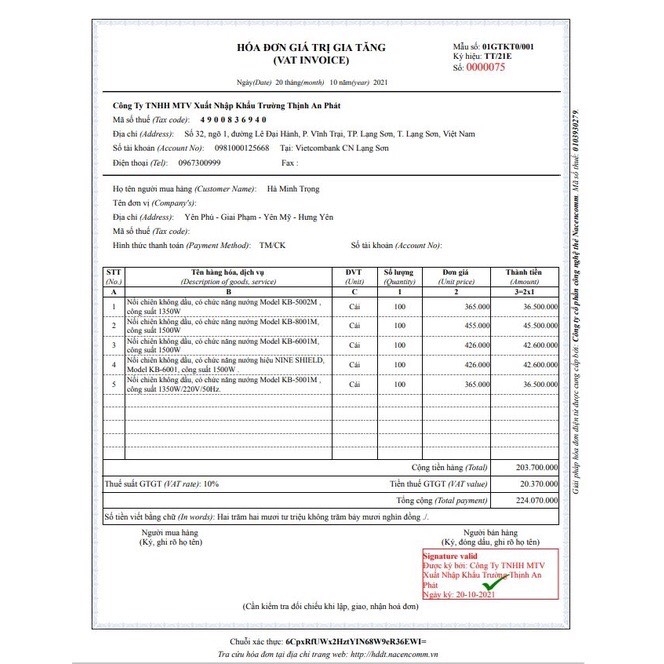 HÓA ĐƠN GIÁ TRỊ GIA TĂNG
(VAT INVOICE)
Mẫu số: 01GTKT0/001
Ký hiệu: TT/21E
Số: 0000075
Ngày(Date) 20 tháng(month) 10 năm(year) 2021
Công Ty TNHH MTV Xuất Nhập Khẩu Trường Thịnh An Phát
Mã số thuế (Tax code): 4 9 0 0 8 3 6 9 4 0
Địa chỉ (Address): Số 32, ngõ 1, đường Lê Đại Hành, P. Vĩnh Trại, TP. Lạng Sơn, T. Lạng Sơn, Việt Nam
Số tài khoản (Account No): 0981000125668 Tại: Vietcombank CN Lạng Sơn
Điện thoại (Tel): 0967300999 Fax :
Họ tên người mua hàng (Customer Name): Hà Minh Trọng
Tên đơn vị (Company's):
Địa chỉ (Address): Yên Phú - Giai Phạm - Yên Mỹ - Hưng Yên
Mã số thuế (Tax code):
Hình thức thanh toán (Payment Method): TM/CK Số tài khoản (Account No):
STT Tên hàng hóa, dịch vụ ĐVT Số lượng Đơn giá Thành tiền
(No.) (Description of goods, service) (Unit) (Quantity) (Unit price) (Amount)
A B C 1 2 3=2x1
1 Nồi chiên không dầu, có chức năng nướng Model KB-5002M , Cái 100 365.000 36.500.000
công suất 1350W
2 Nồi chiên không dầu, có chức năng nướng Model KB-8001M, Cái 100 455.000 45.500.000
công suất 1500W
3 Nồi chiên không dầu, có chức năng nướng Model KB-6001M, Cái 100 426.000 42.600.000
công suất 1500W
4 Nồi chiên không dầu, có chức năng nướng hiệu NINE SHIELD, Cái 100 426.000 42.600.000
Model KB-6001, công suất 1500W .
5 Nồi chiên không dầu, có chức năng nướng Model KB-5001M , Cái 100 365.000 36.500.000
công suất 1350W/220V/50Hz.
Cộng tiền hàng (Total) 203.700.000
Thuế suất GTGT (VAT rate): 10% Tiền thuế GTGT (VAT value) 20.370.000
Tổng cộng (Total payment) 224.070.000
Số tiền viết bằng chữ (In words): Hai trăm hai mươi tư triệu không trăm bảy mươi nghìn đồng ./.
Người mua hàng Người bán hàng
(Ký, ghi rõ họ tên) (Ký, đóng dấu, ghi rõ họ tên)
Signature valid
Được ký bởi: Công Ty TNHH MTV
Xuất Nhập Khẩu Trường Thịnh An
Phát
Ngày ký: 20-10-2021
(Cần kiểm tra đối chiếu khi lập, giao, nhận hoá đơn)
Chuỗi xác thực: 6CpxRfUWx2HztYIN68W9eR36EWI=
Tra cứu hóa đơn tại địa chỉ trang web: http://hddt.nacencomm.vn
Giải pháp hóa đơn điện tử được cung cấp bởi: Công ty cổ phần công nghệ thẻ Nacencomm. Mã số thuế: 0103930279.